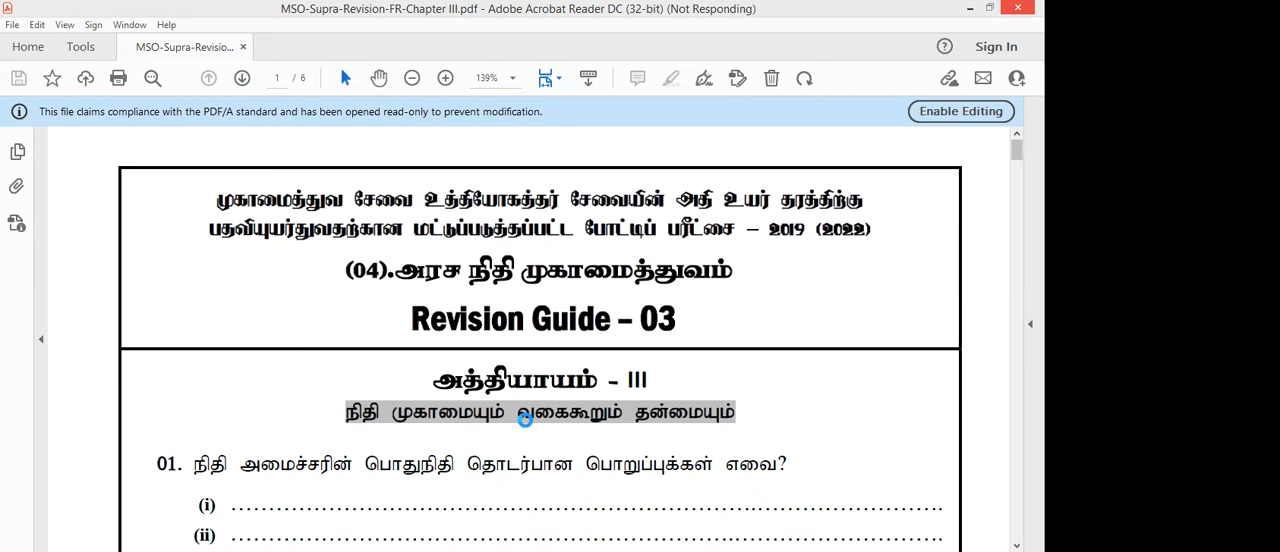 MSO-Supra-Revision-FR-Chapter III.pdf - Adobe Acrobat Reader DC (32-bit) (Not Responding)
File Edit View Sign Window Help
Home Tools MSO-Supra-Revisio... × Sign In
1 / 6 139%
This file claims compliance with the PDF/A standard and has been opened read-only to prevent modification. Enable Editing
முகாமைத்துவ சேவை உத்தியோகத்தர் சேவையின் அதி உயர் தரத்திற்கு
பதவியுயர்துவதற்கான மட்டுப்படுத்தப்பட்ட போட்டிப் பரீட்சை – 2019 (2022)
(04).அரச நிதி முகாமைத்துவம்
Revision Guide – 03
அத்தியாயம் - III
நிதி முகாமையும் வகைகூறும் தன்மையும்
01. நிதி அமைச்சரின் பொதுநிதி தொடர்பான பொறுப்புக்கள் எவை?
(i) ........................................................................................................
(ii) ........................................................................................................